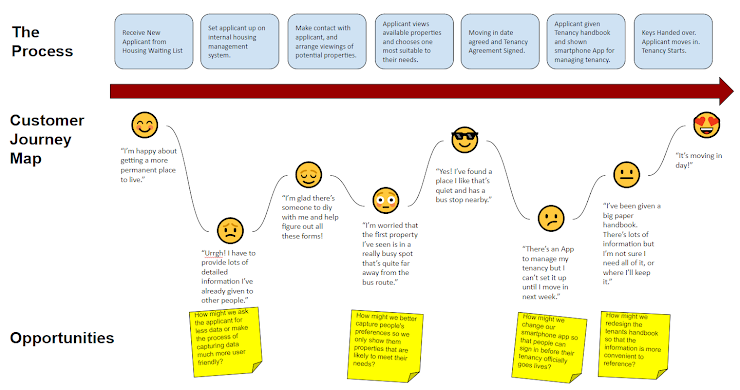 The
Process
Receive New
Applicant from
Housing Waiting List
Set applicant up on
internal housing
management
system.
Make contact with
applicant, and
arrange viewings of
potential properties.
Applicant views
available properties
and chooses one
most suitable to
their needs.
Moving in date
agreed and Tenancy
Agreement Signed.
Applicant given
Tenancy handbook
and shown
smartphone App for
managing tenancy.
Keys Handed over.
Applicant moves in.
Tenancy Starts.
Customer
Journey
Map
“I’m happy about
getting a more
permanent place
to live.”
“Urrgh! I have to
provide lots of
detailed
information I’ve
already given to
other people.”
“I’m glad there’s
someone to diy
with me and help
figure out all
these forms!
“I’m worried that
the first property
I’ve seen is in a
really busy spot
that’s quite far
away from the
bus route.”
“Yes! I’ve found a
place I like that’s
quiet and has a
bus stop nearby.”
“There’s an App
to manage my
tenancy but I
can’t set it up
until I move in
next week.”
“I’ve been given a
big paper
handbook.
There’s lots of
information but
I’m not sure I
need all of it, or
where I’ll keep
it.”
“It’s moving in
day!”
Opportunities
How might we ask
the applicant for
less data or make
the process of
capturing data
much more user
friendly?
How might we better
capture people's
preferences so we
only show them
properties that are
likely to meet their
needs?
How might we
change our
smartphone app so
that people can
sign in before their
tenancy officially
goes lives?
How might we
redesign the
tenants handbook
so that the
information is more
convenient to
reference?